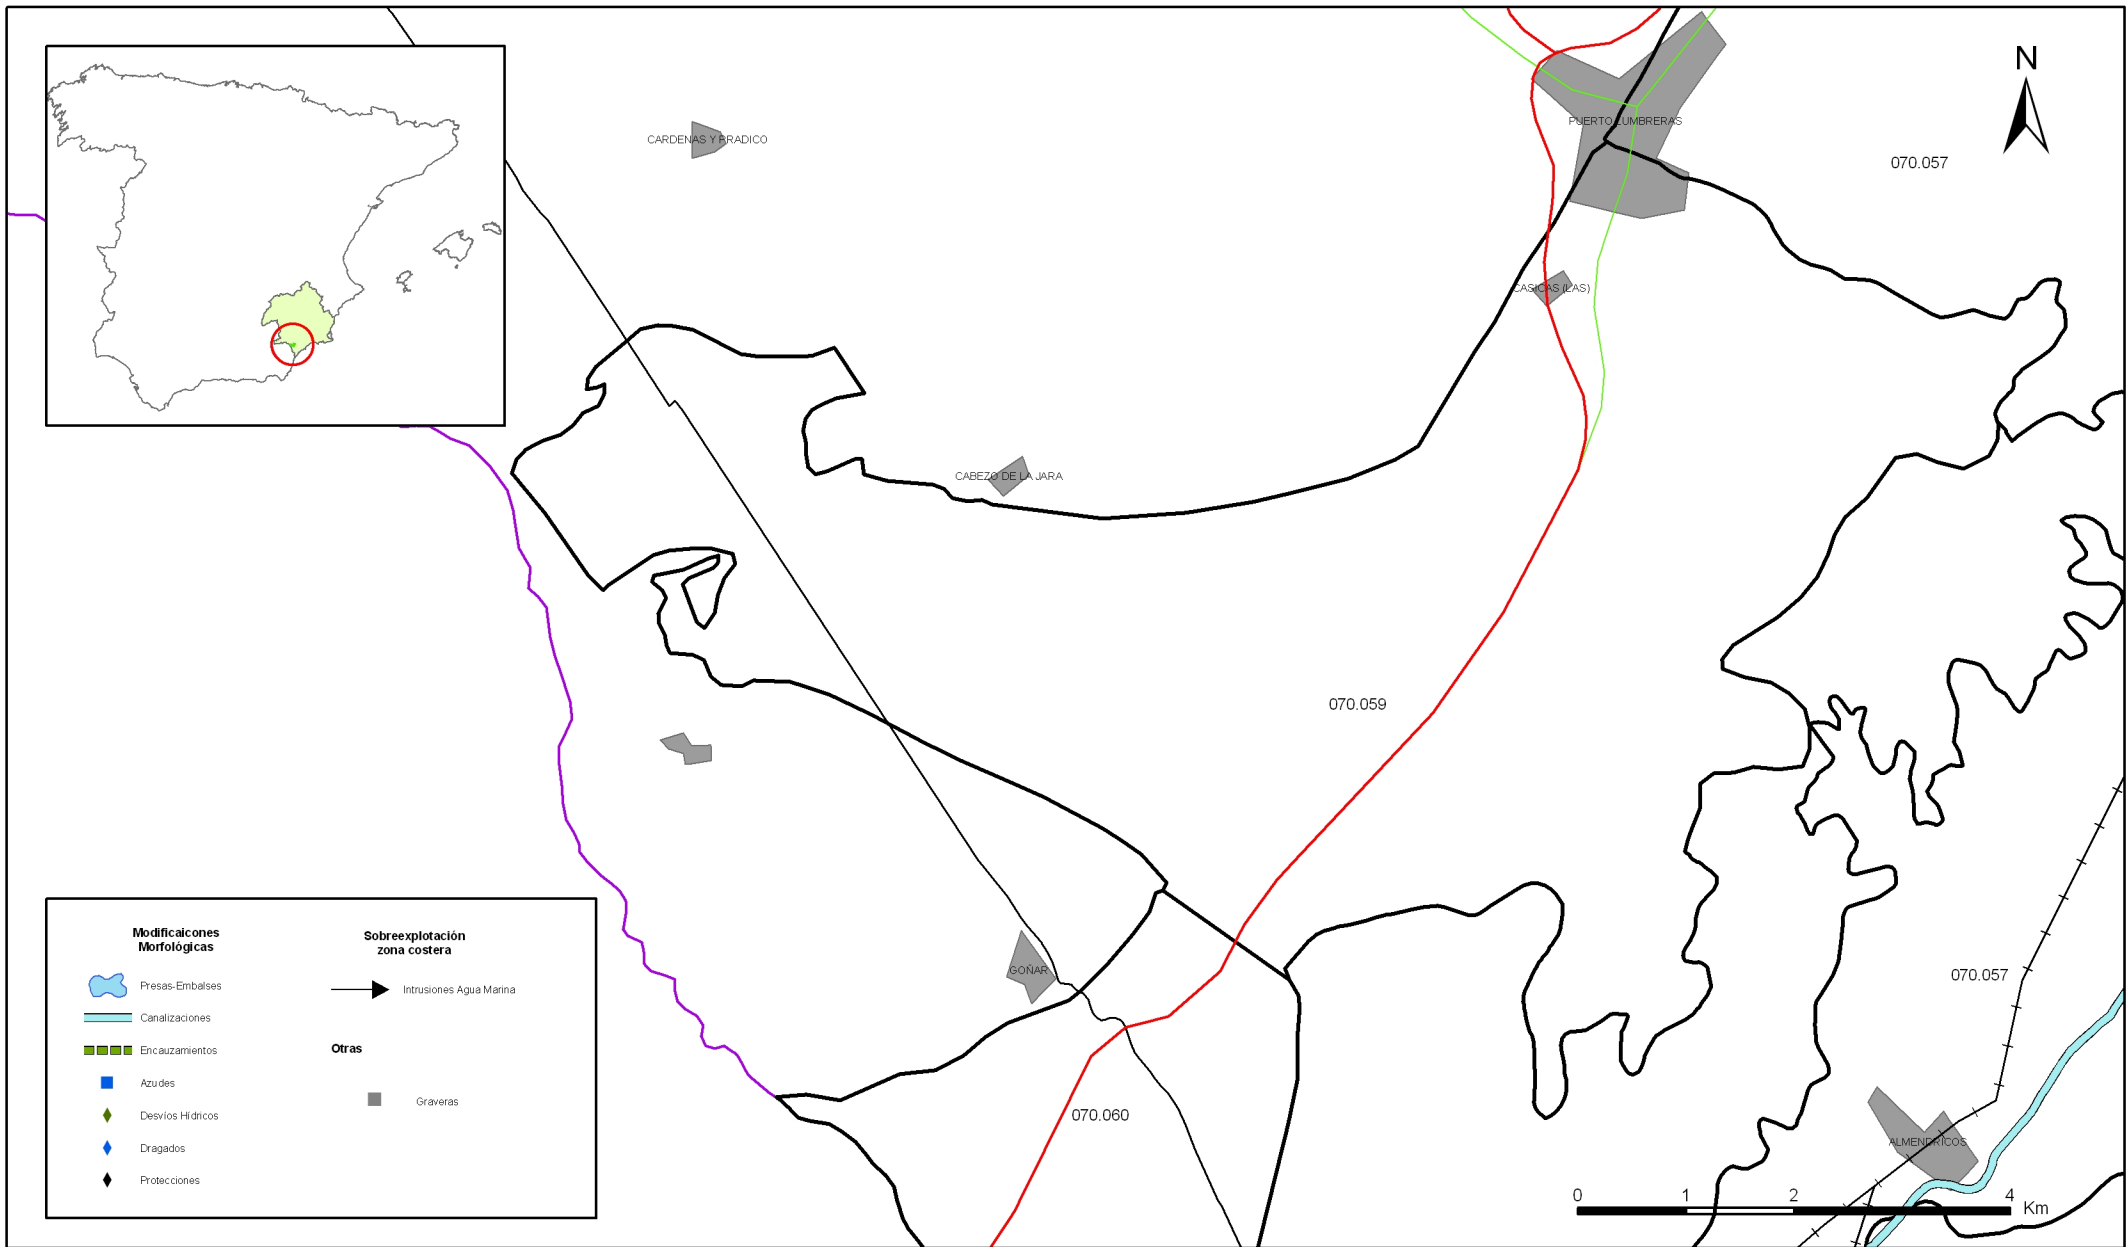 N
CARDENAS Y PRADICO
PUERTO LUMBRERAS
070.057
CASICAS (LAS)
CABEZO DE LA JARA
070.059
GOÑAR
070.057
070.060
ALMENDRICOS
Modificaicones
Morfológicas
Presas-Embalses
Canalizaciones
Encauzamientos
Azudes
Desvíos Hídricos
Dragados
Protecciones
Sobreexplotación
zona costera
Intrusiones Agua Marina
Otras
Graveras
0 1 2 4
Km